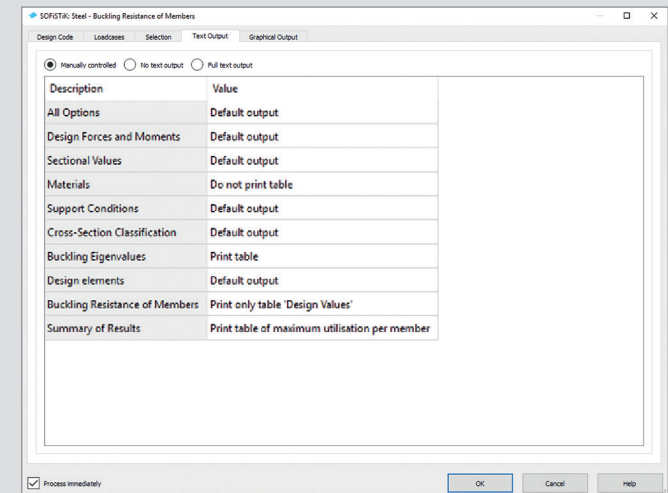 SOFiSTiK: Steel - Buckling Resistance of Members
Design Code Loadcases Selection Text Output Graphical Output
Manually controlled No text output Full text output
Description Value
All Options Default output
Design Forces and Moments Default output
Sectional Values Default output
Materials Do not print table
Support Conditions Default output
Cross-Section Classification Default output
Buckling Eigenvalues Print table
Design elements Default output
Buckling Resistance of Members Print only table 'Design Values'
Summary of Results Print table of maximum utilisation per member
Process immediately OK Cancel Help